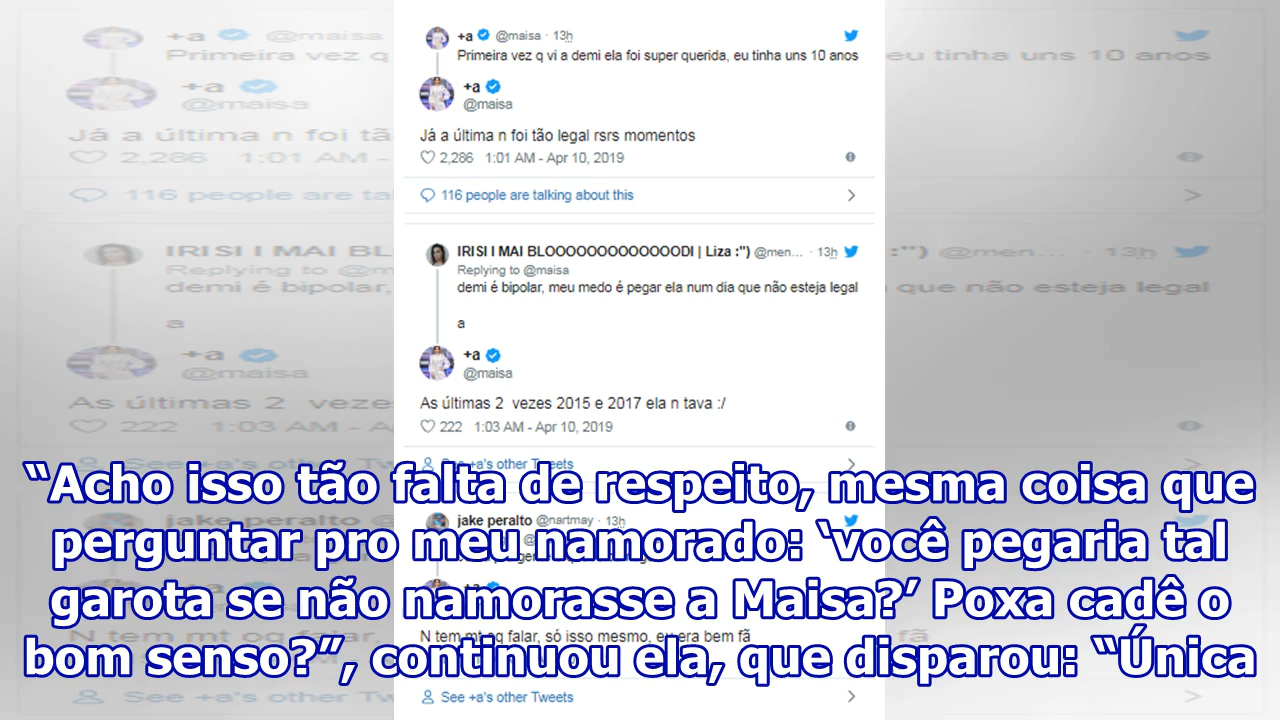 +a @maisa · 13h
Primeira vez q vi a demi ela foi super querida, eu tinha uns 10 anos
+a
@maisa
Já a última n foi tão legal rsrs momentos
2,286 1:01 AM - Apr 10, 2019
116 people are talking about this
IRISI I MAI BLOOOOOOOOOOOOODI | Liza :") @men... · 13h
Replying to @maisa
demi é bipolar, meu medo é pegar ela num dia que não esteja legal
a
+a
@maisa
As últimas 2 vezes 2015 e 2017 ela n tava :/
222 1:03 AM - Apr 10, 2019
See +a's other Tweets
“Acho isso tão falta de respeito, mesma coisa que
jake peralto @nartmay · 13h
perguntar pro meu namorado: ‘você pegaria tal
garota se não namorasse a Maisa?’ Poxa cadê o
N tem mt oq falar, só isso mesmo, eu era bem fã
bom senso?”, continuou ela, que disparou: “Única
See +a's other Tweets